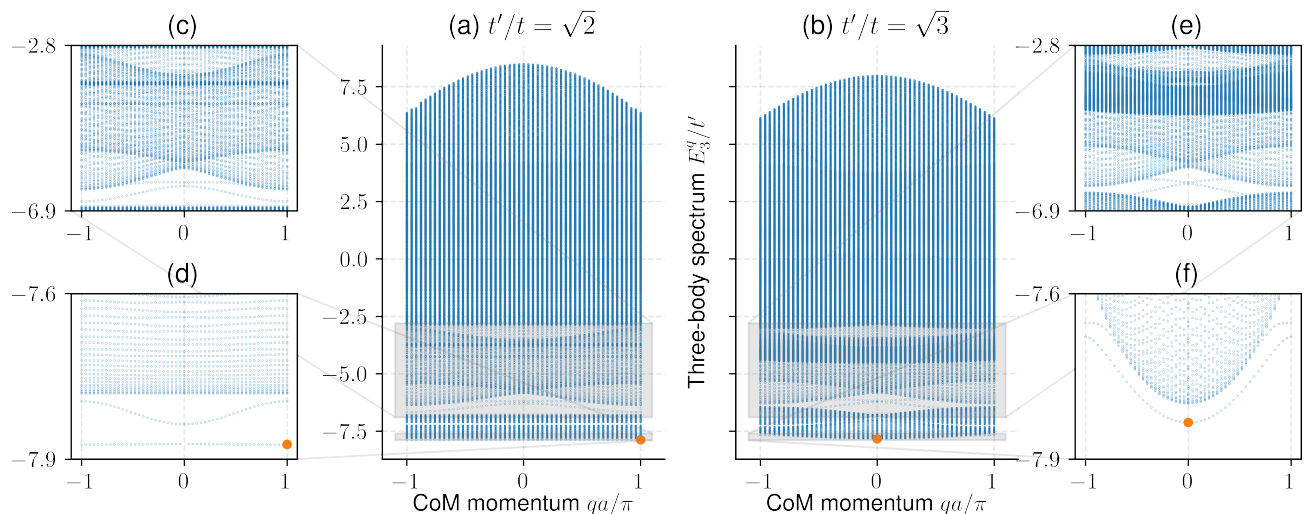 (c)
(a) t′/t = √2
(b) t′/t = √3
(e)
−2.8
−6.9
−1 0 1
(d)
−7.6
−7.9
−1 0 1
7.5
5.0
2.5
0.0
−2.5
−5.0
−7.5
−1 0 1
CoM momentum qa/π
Three-body spectrum E₃^q/t′
−1 0 1
CoM momentum qa/π
−2.8
−6.9
−1 0 1
(f)
−7.6
−7.9
−1 0 1